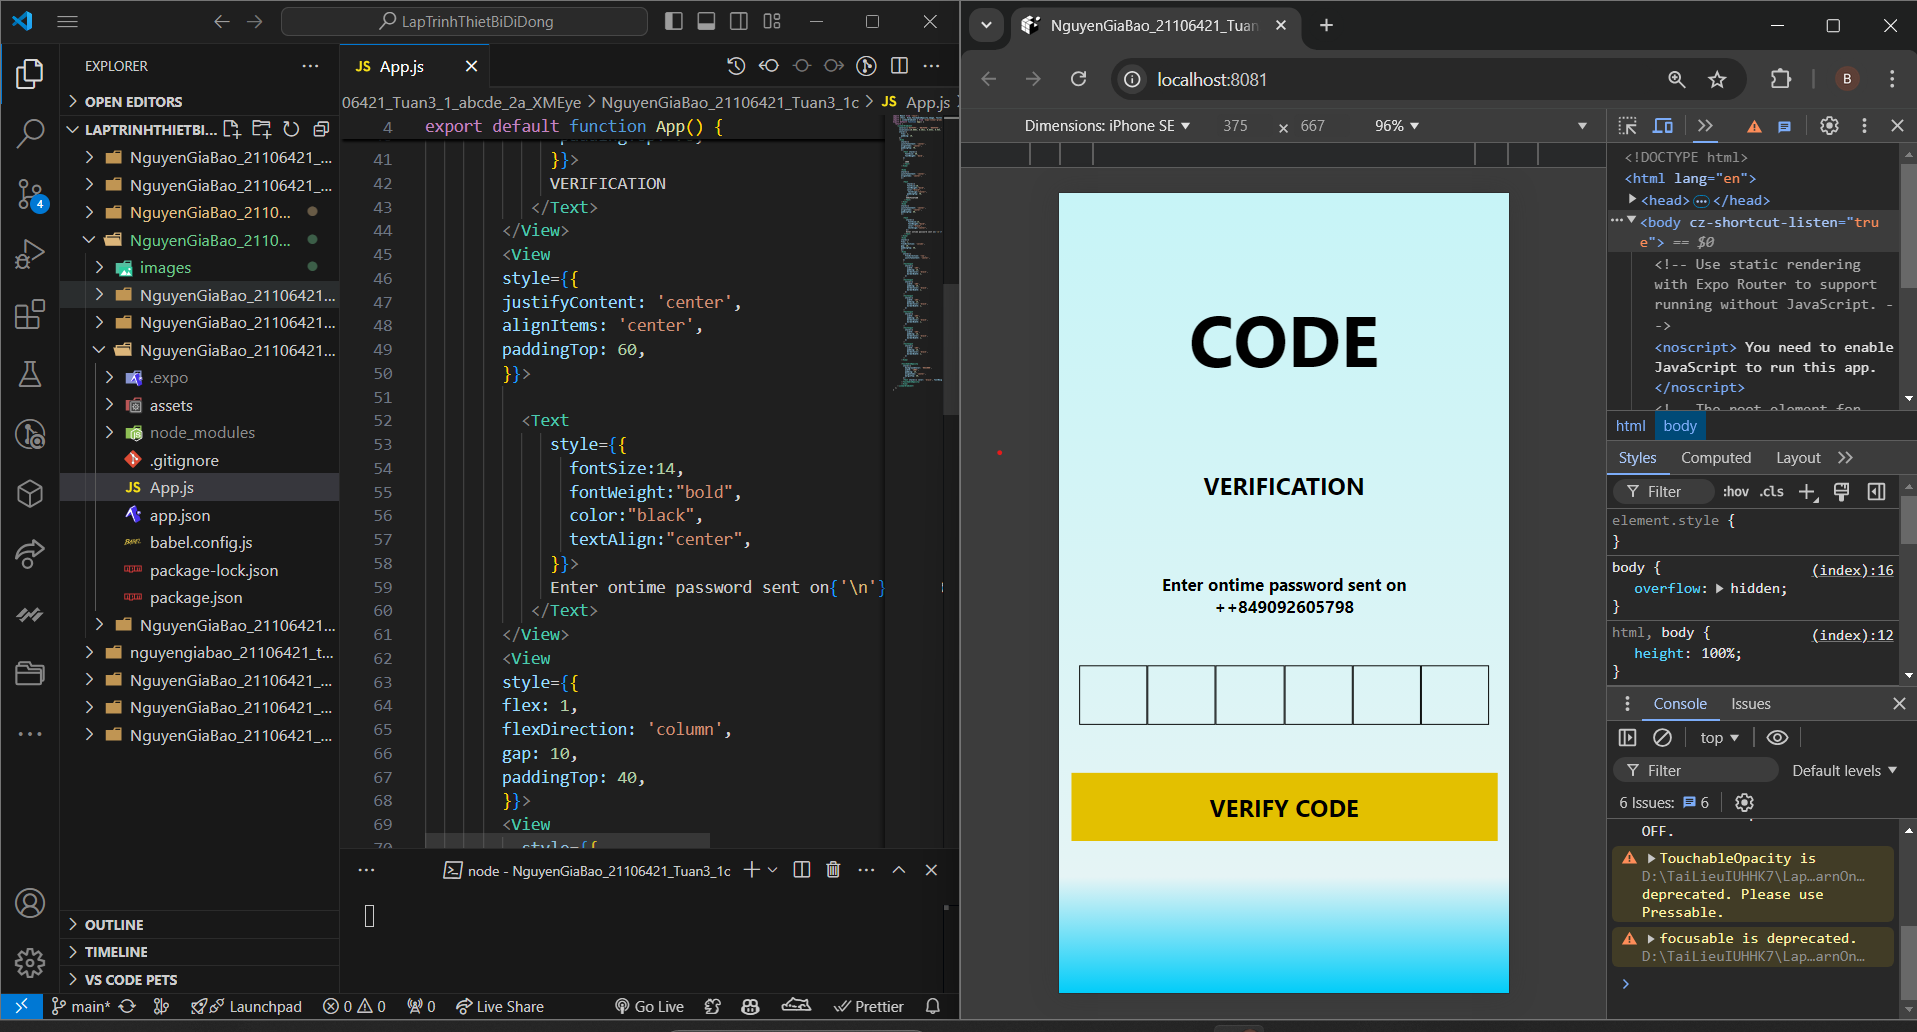 LapTrinhThietBiDiDong
EXPLORER
OPEN EDITORS
LAPTRINHTHIETBI...
NguyenGiaBao_21106421_...
NguyenGiaBao_21106421_...
NguyenGiaBao_2110...
NguyenGiaBao_2110...
images
NguyenGiaBao_21106421...
NguyenGiaBao_21106421...
NguyenGiaBao_21106421...
.expo
assets
node_modules
.gitignore
JS App.js
app.json
babel.config.js
package-lock.json
package.json
NguyenGiaBao_21106421...
nguyengiabao_21106421_t...
NguyenGiaBao_21106421_...
NguyenGiaBao_21106421_...
NguyenGiaBao_21106421_...
OUTLINE
TIMELINE
VS CODE PETS
4
JS App.js
06421_Tuan3_1_abcde_2a_XMEye > NguyenGiaBao_21106421_Tuan3_1c > JS App.js
4 export default function App() {
41 }}>
42 VERIFICATION
43 </Text>
44 </View>
45 <View
46 style={{
47 justifyContent: 'center',
48 alignItems: 'center',
49 paddingTop: 60,
50 }}>
51
52 <Text
53 style={{
54 fontSize:14,
55 fontWeight:"bold",
56 color:"black",
57 textAlign:"center",
58 }}>
59 Enter ontime password sent on{'\n'}
60 </Text>
61 </View>
62 <View
63 style={{
64 flex: 1,
65 flexDirection: 'column',
66 gap: 10,
67 paddingTop: 40,
68 }}>
69 <View
70 style={{
node - NguyenGiaBao_21106421_Tuan3_1c
main* Launchpad 0 0 0 Live Share Go Live Prettier
NguyenGiaBao_21106421_Tuan
localhost:8081
B
Dimensions: iPhone SE 375 × 667 96%
CODE
VERIFICATION
Enter ontime password sent on
++849092605798
VERIFY CODE
<!DOCTYPE html>
<html lang="en">
<head> ⋯ </head>
<body cz-shortcut-listen="tru
e"> == $0
<!-- Use static rendering
with Expo Router to support
running without JavaScript. -
->
<noscript> You need to enable
JavaScript to run this app.
</noscript>
<!-- The root element for
html body
Styles Computed Layout
Filter :hov .cls
element.style {
}
body { (index):16
overflow: hidden;
}
html, body { (index):12
height: 100%;
}
Console Issues
top
Filter Default levels
6 Issues: 6
OFF.
TouchableOpacity is
D:\TaiLieuIUHHK7\Lap…arnOn…
deprecated. Please use
Pressable.
focusable is deprecated.
D:\TaiLieuIUHHK7\Lap…arnOn…